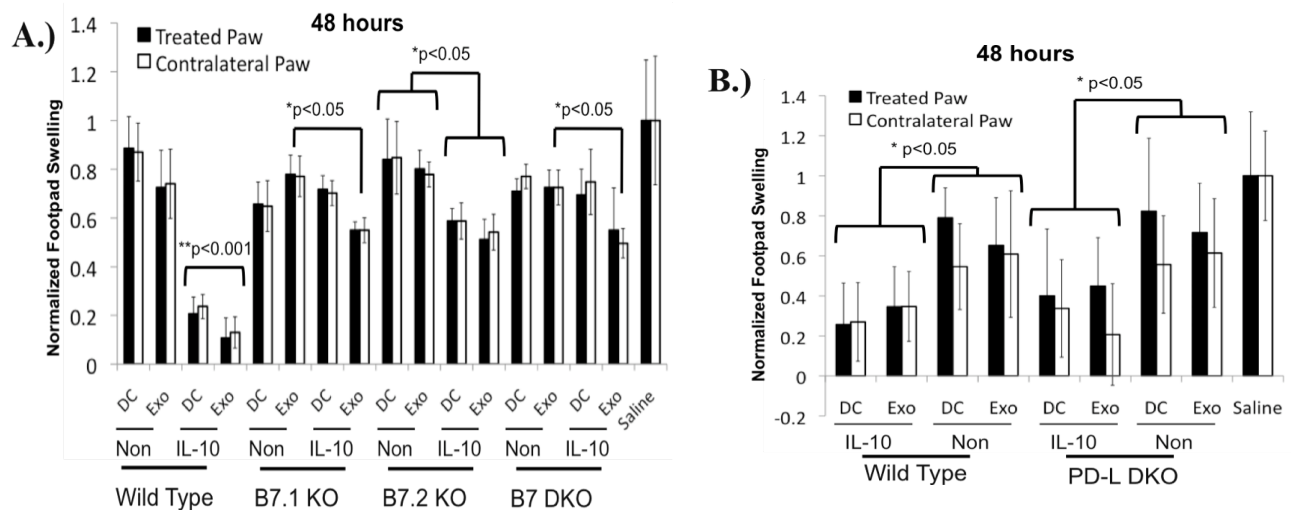 A.)
48 hours
Treated Paw
Contralateral Paw
*p<0.05
*p<0.05
*p<0.05
**p<0.001
Normalized Footpad Swelling
1.4
1.2
1
0.8
0.6
0.4
0.2
0
DC Exo DC Exo DC Exo DC Exo DC Exo DC Exo DC Exo DC Exo Saline
Non IL-10 Non IL-10 Non IL-10 Non IL-10
Wild Type B7.1 KO B7.2 KO B7 DKO
B.)
48 hours
Treated Paw
Contralateral Paw
* p<0.05
* p<0.05
Normalized Footpad Swelling
1.4
1.2
1
0.8
0.6
0.4
0.2
0
-0.2
DC Exo DC Exo DC Exo DC Exo Saline
IL-10 Non IL-10 Non
Wild Type PD-L DKO